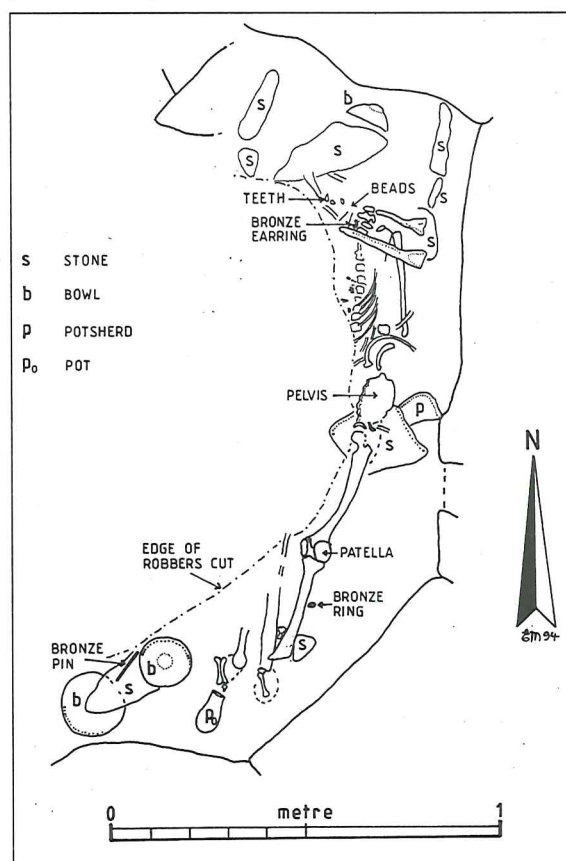 s
b
s
s
s
s
TEETH
BEADS
BRONZE
EARRING
s
s STONE
b BOWL
p POTSHERD
po POT
PELVIS
p
s
N
EDGE OF
ROBBERS CUT
PATELLA
BRONZE
RING
BRONZE
PIN
b
s
b
s
po
0 metre 1